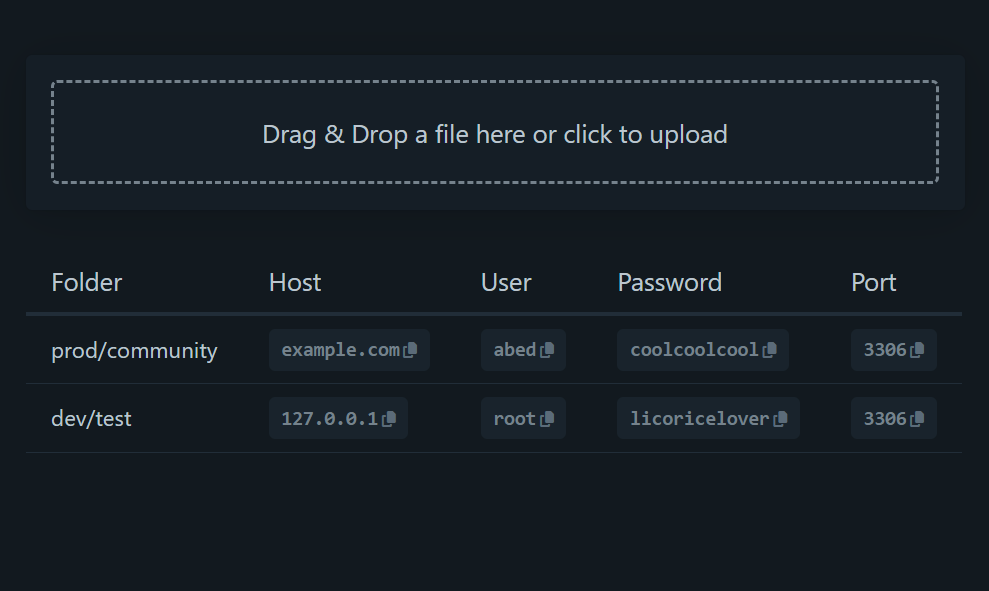 Drag & Drop a file here or click to upload
Folder Host User Password Port
prod/community example.com abed coolcoolcool 3306
dev/test 127.0.0.1 root licoricelover 3306